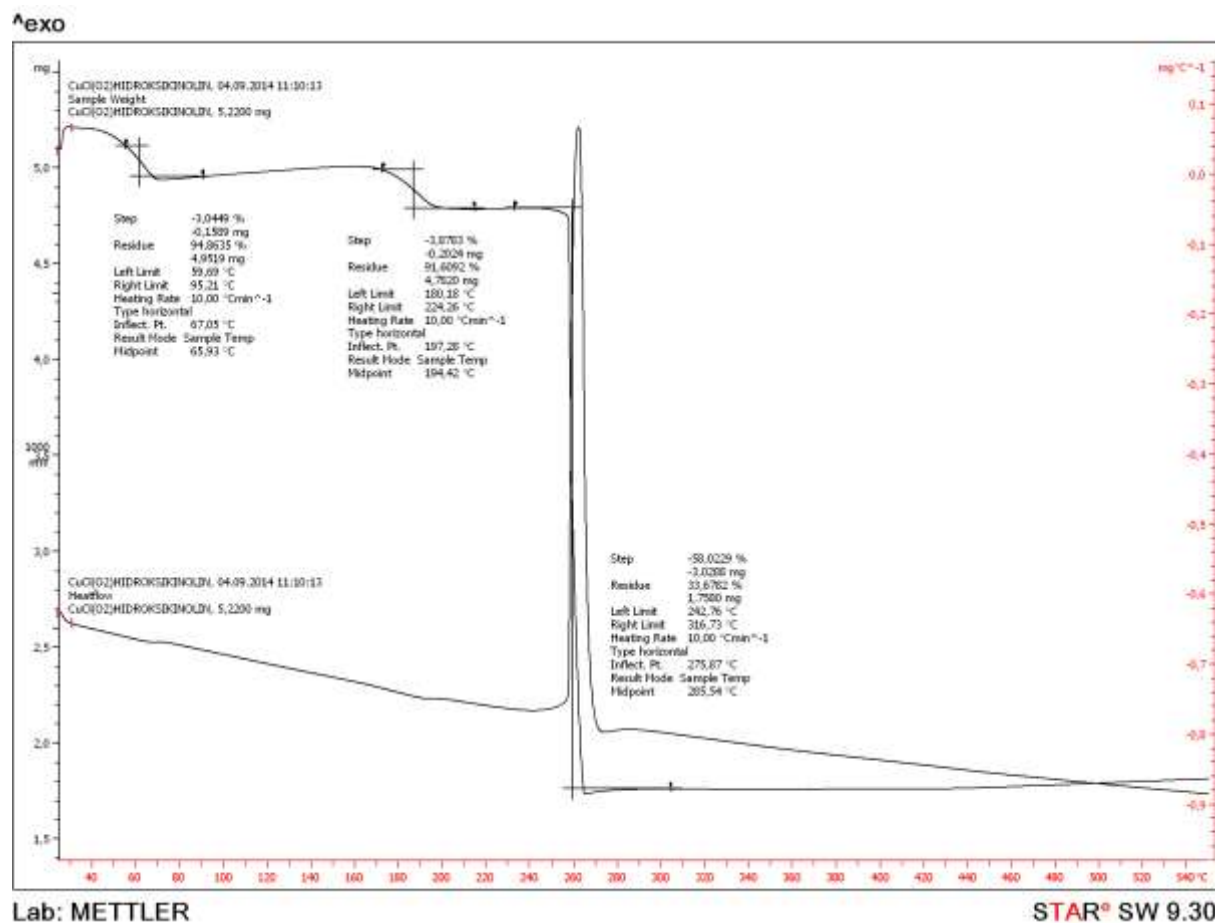 ^exo
mg
mg°C^-1
CuCl(O2)HIDROKSIKINOLIN, 04.09.2014 11:10:13
Sample Weight
CuCl(O2)HIDROKSIKINOLIN, 5,2200 mg
0,1
5,0
0,0
Step -3,0449 %
-0,1589 mg
Residue 94,8635 %
4,9519 mg
Left Limit 59,69 °C
Right Limit 95,21 °C
Heating Rate 10,00 °Cmin^-1
Type horizontal
Inflect. Pt. 67,05 °C
Result Mode Sample Temp
Midpoint 65,93 °C
Step -3,8783 %
-0,2024 mg
Residue 91,6092 %
4,7820 mg
Left Limit 180,18 °C
Right Limit 224,26 °C
Heating Rate 10,00 °Cmin^-1
Type horizontal
Inflect. Pt. 197,28 °C
Result Mode Sample Temp
Midpoint 194,42 °C
-0,1
4,5
-0,2
4,0
-0,3
-0,4
3,0
-0,5
-0,6
Step -58,0229 %
-3,0288 mg
Residue 33,6782 %
1,7580 mg
Left Limit 242,76 °C
Right Limit 316,73 °C
Heating Rate 10,00 °Cmin^-1
Type horizontal
Inflect. Pt. 275,87 °C
Result Mode Sample Temp
Midpoint 285,54 °C
CuCl(O2)HIDROKSIKINOLIN, 04.09.2014 11:10:13
Heatflow
CuCl(O2)HIDROKSIKINOLIN, 5,2200 mg
2,5
-0,7
2,0
-0,8
-0,9
1,5
40 60 80 100 120 140 160 180 200 220 240 260 280 300 320 340 360 380 400 420 440 460 480 500 520 540 °C
Lab: METTLER
STARe SW 9.30